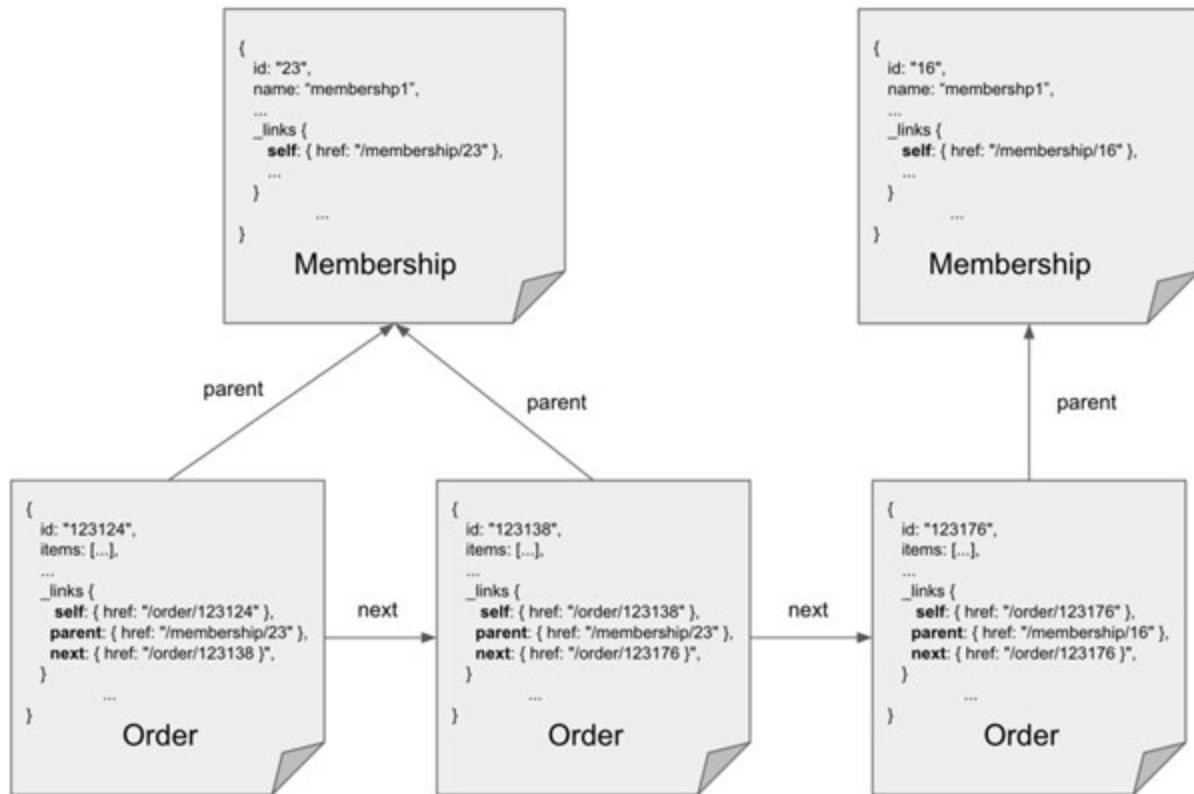 {
id: "23",
name: “membershp1”,
...
_links {
self: { href: "/membership/23" },
...
}
...
}
Membership
{
id: "16",
name: “membershp1”,
...
_links {
self: { href: "/membership/16" },
...
}
...
}
Membership
parent
parent
parent
{
id: "123124",
items: [...],
...
_links {
self: { href: "/order/123124" },
parent: { href: "/membership/23" },
next: { href: "/order/123138 }",
}
...
}
Order
next
{
id: "123138",
items: [...],
...
_links {
self: { href: "/order/123138" },
parent: { href: "/membership/23" },
next: { href: "/order/123176 }",
}
...
}
Order
next
{
id: "123176",
items: [...],
...
_links {
self: { href: "/order/123176" },
parent: { href: "/membership/16" },
next: { href: "/order/123176 }",
}
...
}
Order